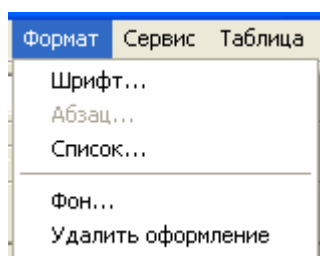 Формат Сервис Таблица
Шрифт...
Абзац...
Список...
Фон...
Удалить оформление